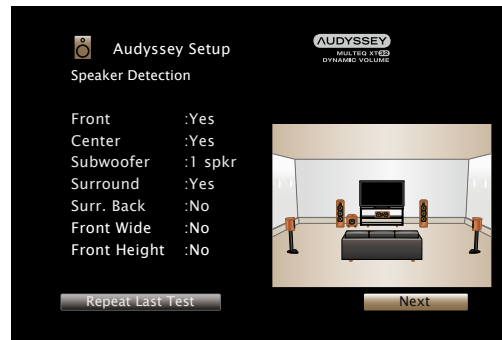 Audyssey Setup
AUDYSSEY
MULTEQ XT32
DYNAMIC VOLUME
Speaker Detection
Front :Yes
Center :Yes
Subwoofer :1 spkr
Surround :Yes
Surr. Back :No
Front Wide :No
Front Height :No
Repeat Last Test
Next